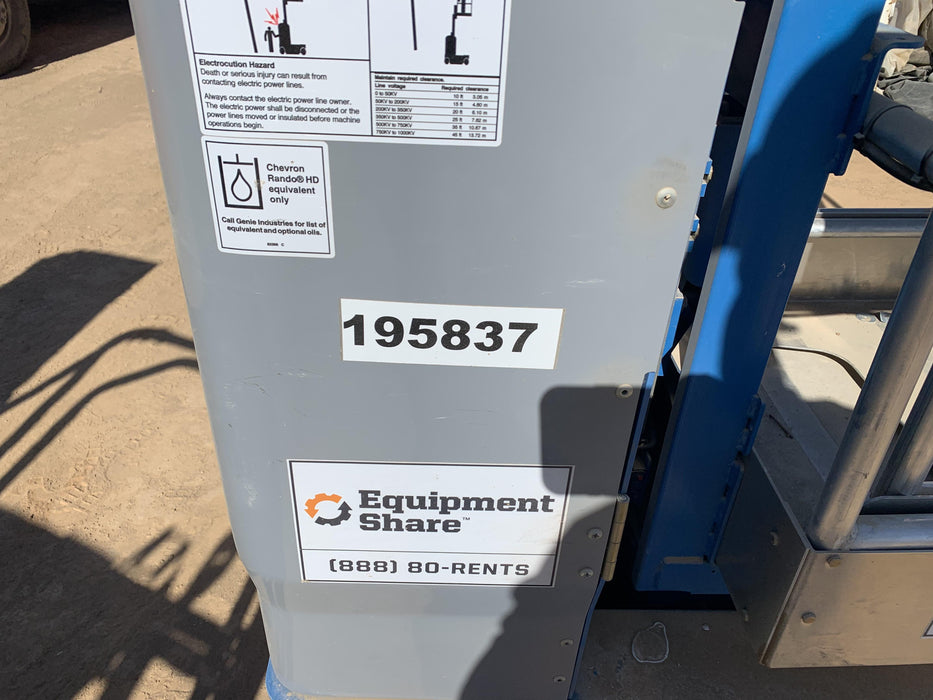 Electrocution Hazard
Death or serious injury can result from
contacting electric power lines.
Always contact the electric power line owner.
The electric power shall be disconnected or the
power lines moved or insulated before machine
operations begin.
Maintain required clearance.
Line voltage Required clearance
0 to 50KV 10 ft 3.05 m
50KV to 200KV 15 ft 4.60 m
200KV to 350KV 20 ft 6.10 m
350KV to 500KV 25 ft 7.62 m
500KV to 750KV 35 ft 10.67 m
750KV to 1000KV 45 ft 13.72 m
Chevron
Rando® HD
equivalent
only
Call Genie Industries for list of
equivalent and optional oils.
195837
Equipment
Share™
(888) 80-RENTS